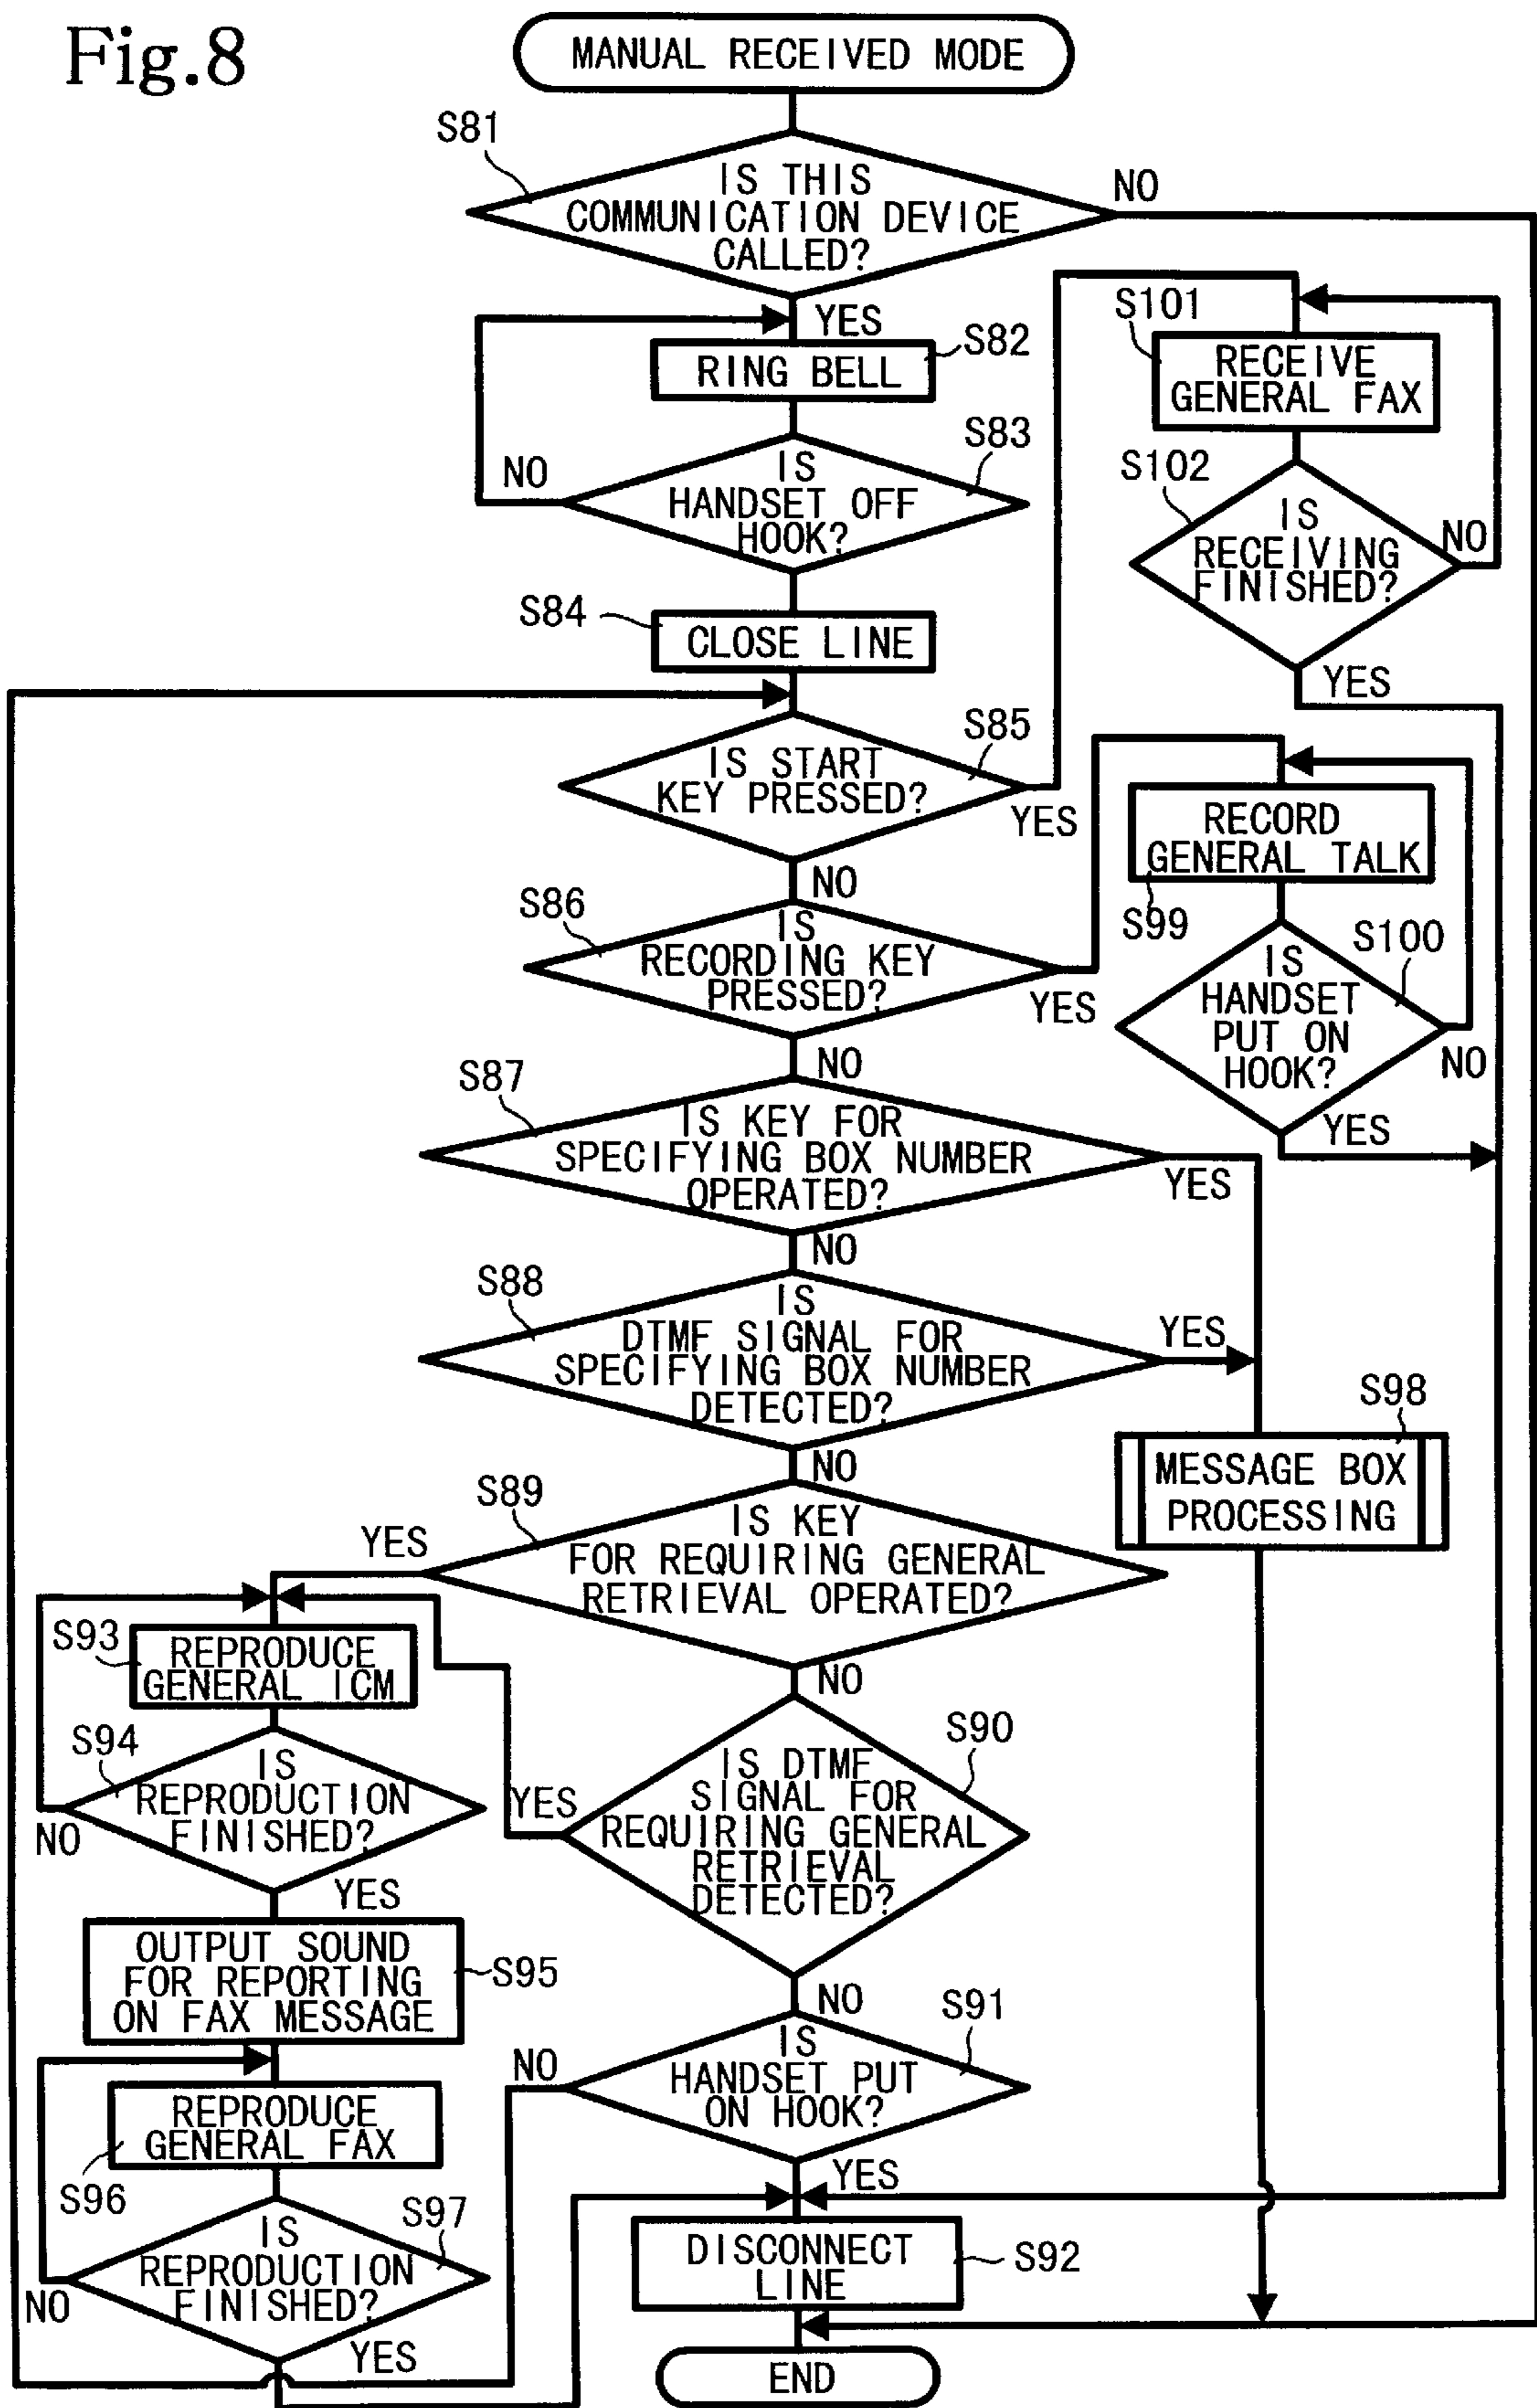 Fig.8
MANUAL RECEIVED MODE
S81
IS THIS
COMMUNICATION DEVICE
CALLED?
NO
YES
S82
RING BELL
S83
IS
HANDSET OFF
HOOK?
NO
S84
CLOSE LINE
S85
IS START
KEY PRESSED?
YES
NO
S86
IS
RECORDING KEY
PRESSED?
YES
NO
S87
IS KEY FOR
SPECIFYING BOX NUMBER
OPERATED?
YES
NO
S88
IS
DTMF SIGNAL FOR
SPECIFYING BOX NUMBER
DETECTED?
YES
NO
S89
IS KEY
FOR REQUIRING GENERAL
RETRIEVAL OPERATED?
YES
NO
S90
IS DTMF
SIGNAL FOR
REQUIRING GENERAL
RETRIEVAL
DETECTED?
YES
NO
S91
IS
HANDSET PUT
ON HOOK?
NO
YES
DISCONNECT
LINE
S92
END
S93
REPRODUCE
GENERAL ICM
S94
IS
REPRODUCTION
FINISHED?
NO
YES
OUTPUT SOUND
FOR REPORTING
ON FAX MESSAGE
S95
REPRODUCE
GENERAL FAX
S96
S97
IS
REPRODUCTION
FINISHED?
NO
YES
S98
MESSAGE BOX
PROCESSING
RECORD
GENERAL TALK
S99
S100
IS
HANDSET
PUT ON
HOOK?
NO
YES
S101
RECEIVE
GENERAL FAX
S102
IS
RECEIVING
FINISHED?
NO
YES